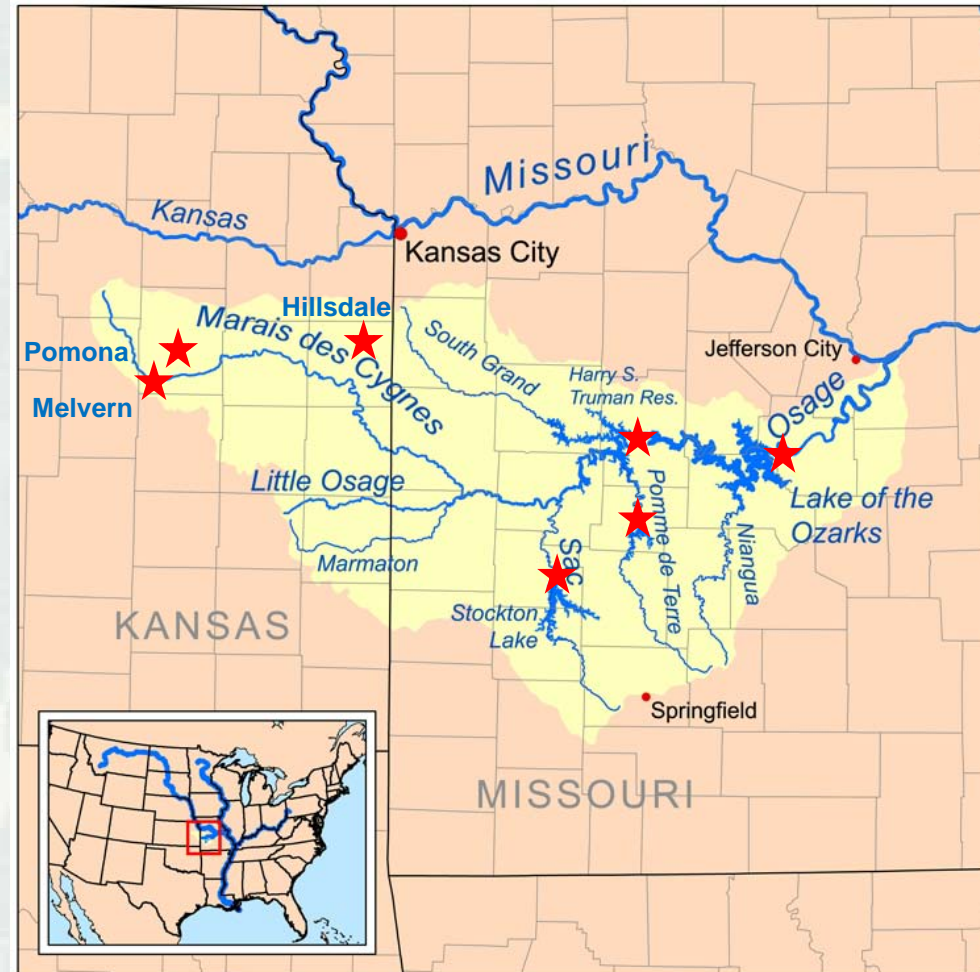 Missouri
Kansas
Kansas City
Hillsdale
Marais des Cygnes
Pomona
Melvern
South Grand
Harry S.
Truman Res.
Jefferson City
Osage
Little Osage
Lake of the
Ozarks
Marmaton
Sac
Pomme de Terre
Niangua
Stockton
Lake
KANSAS
Springfield
MISSOURI